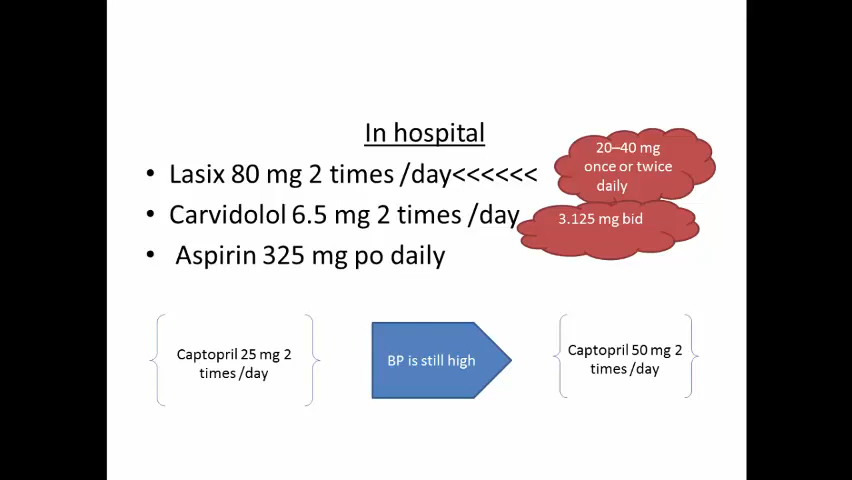 In hospital
• Lasix 80 mg 2 times /day<<<<<<
20–40 mg
once or twice
daily
• Carvidolol 6.5 mg 2 times /day
3.125 mg bid
• Aspirin 325 mg po daily
Captopril 25 mg 2
times /day
BP is still high
Captopril 50 mg 2
times /day